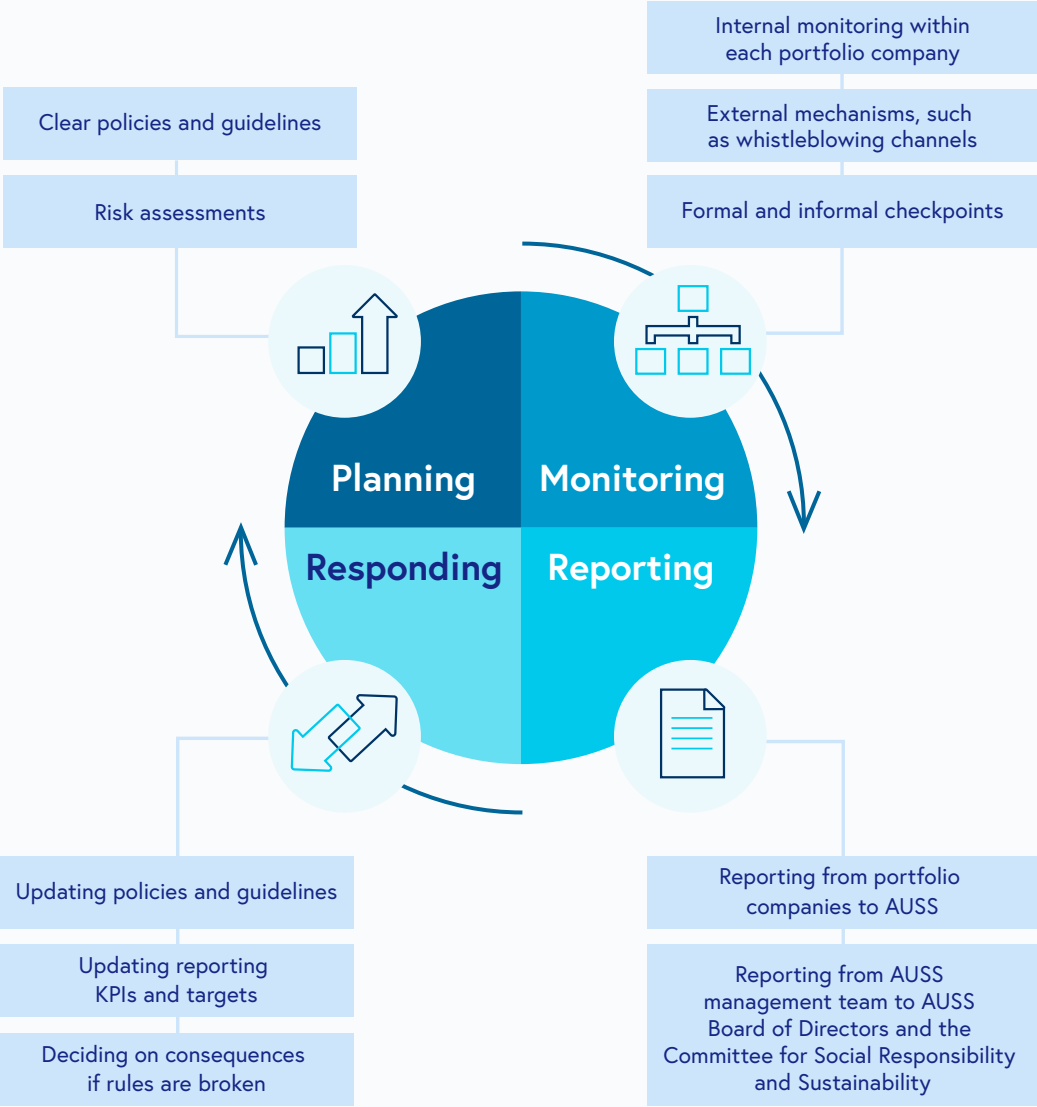 Clear policies and guidelines
Risk assessments
Internal monitoring within
each portfolio company
External mechanisms, such
as whistleblowing channels
Formal and informal checkpoints
Planning
Monitoring
Responding
Reporting
Updating policies and guidelines
Updating reporting
KPIs and targets
Deciding on consequences
if rules are broken
Reporting from portfolio
companies to AUSS
Reporting from AUSS
management team to AUSS
Board of Directors and the
Committee for Social Responsibility
and Sustainability